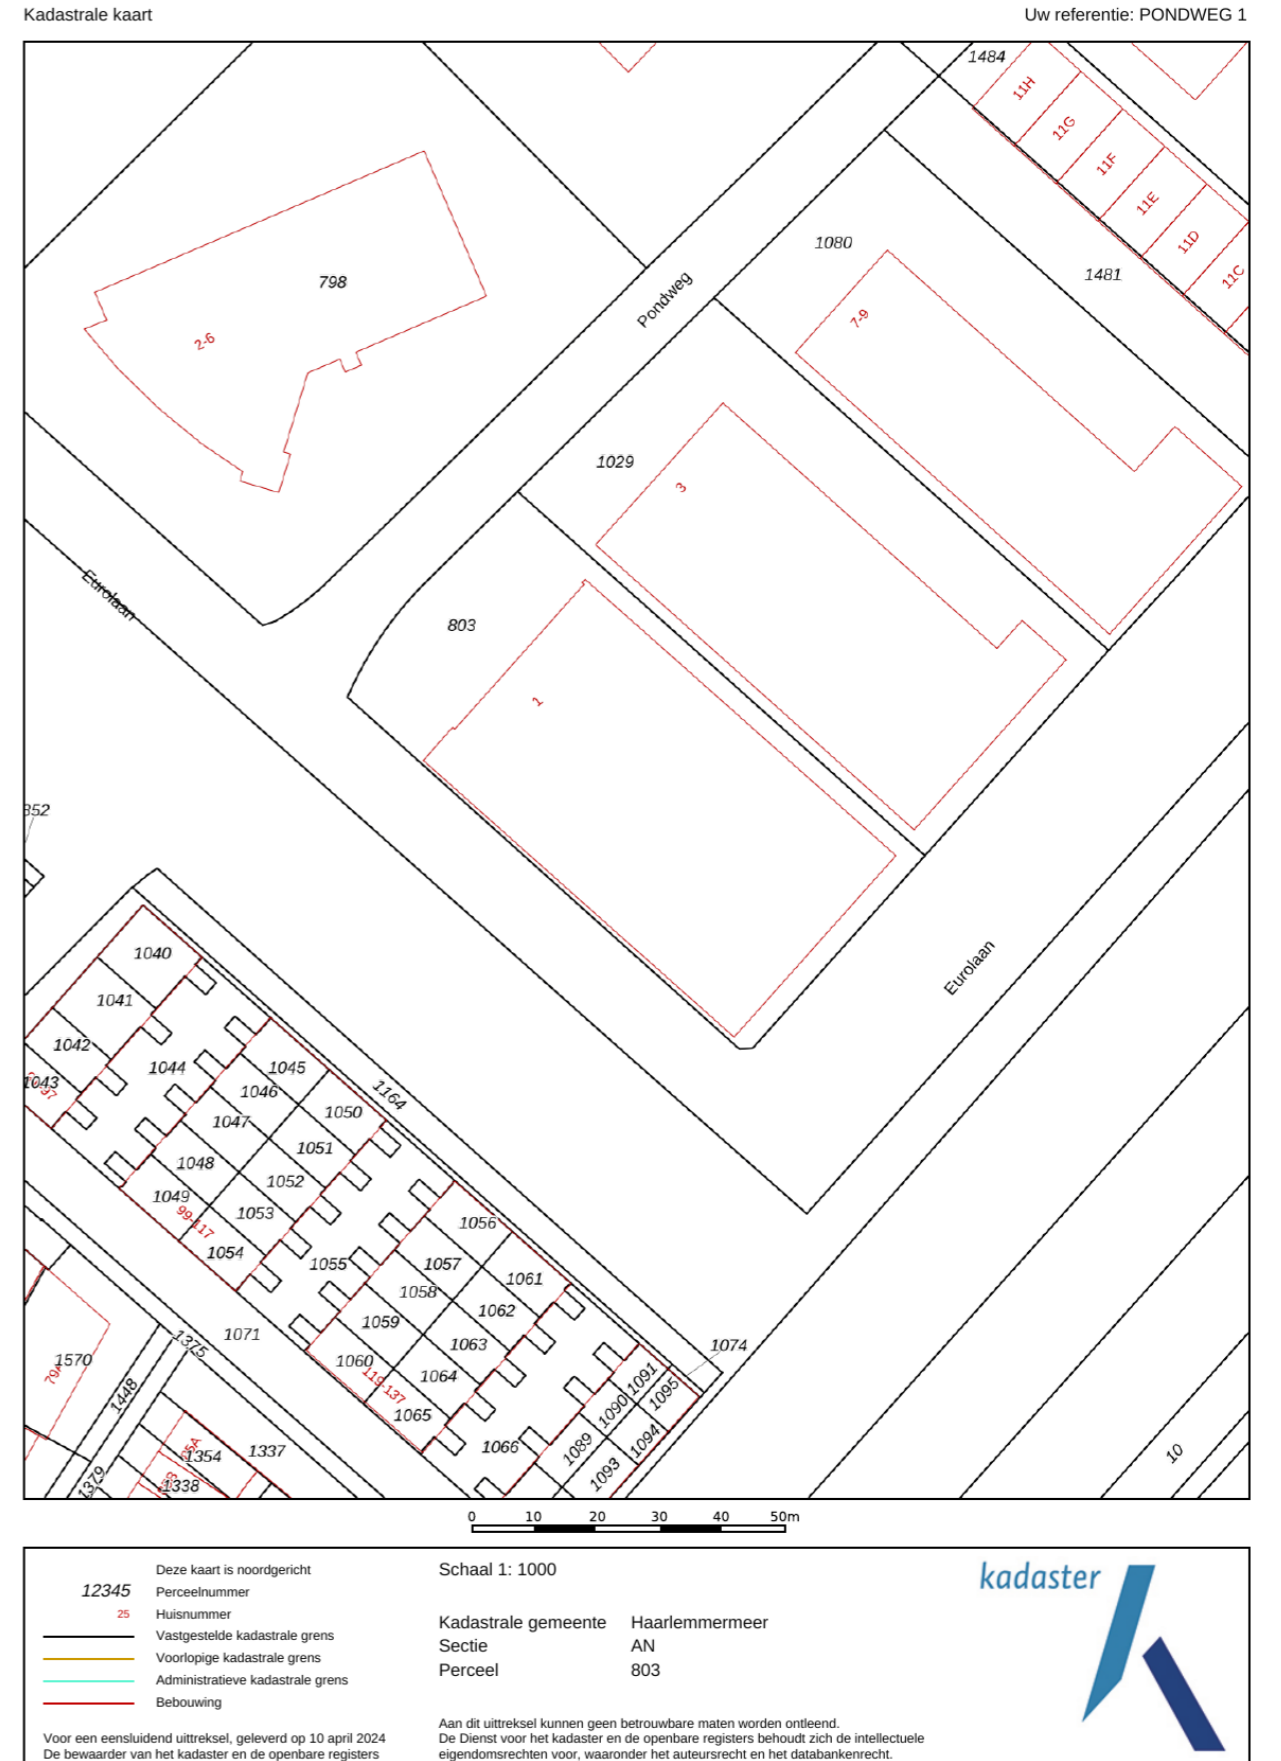 Kadastrale kaart
Uw referentie: PONDWEG 1
1484
11H
11G
11F
11E
11D
11C
1080
1481
798
Pondweg
7-9
2-6
1029
3
Eurolaan
803
1
852
Eurolaan
1040
1041
1042
1043
1044
1045
1046
1047
1048
1049
99-117
1050
1051
1052
1053
1054
1164
1055
1056
1057
1058
1059
1060
119-137
1061
1062
1063
1064
1065
1071
1375
1074
1570
79A
1448
1379
1354
1337
1338
1066
1091
1095
1090
1094
1089
1093
10
0 10 20 30 40 50m
Deze kaart is noordgericht
12345 Perceelnummer
25 Huisnummer
Vastgestelde kadastrale grens
Voorlopige kadastrale grens
Administratieve kadastrale grens
Bebouwing
Voor een eensluidend uittreksel, geleverd op 10 april 2024
De bewaarder van het kadaster en de openbare registers
Schaal 1: 1000
Kadastrale gemeente Haarlemmermeer
Sectie AN
Perceel 803
Aan dit uittreksel kunnen geen betrouwbare maten worden ontleend.
De Dienst voor het kadaster en de openbare registers behoudt zich de intellectuele
eigendomsrechten voor, waaronder het auteursrecht en het databankenrecht.
kadaster